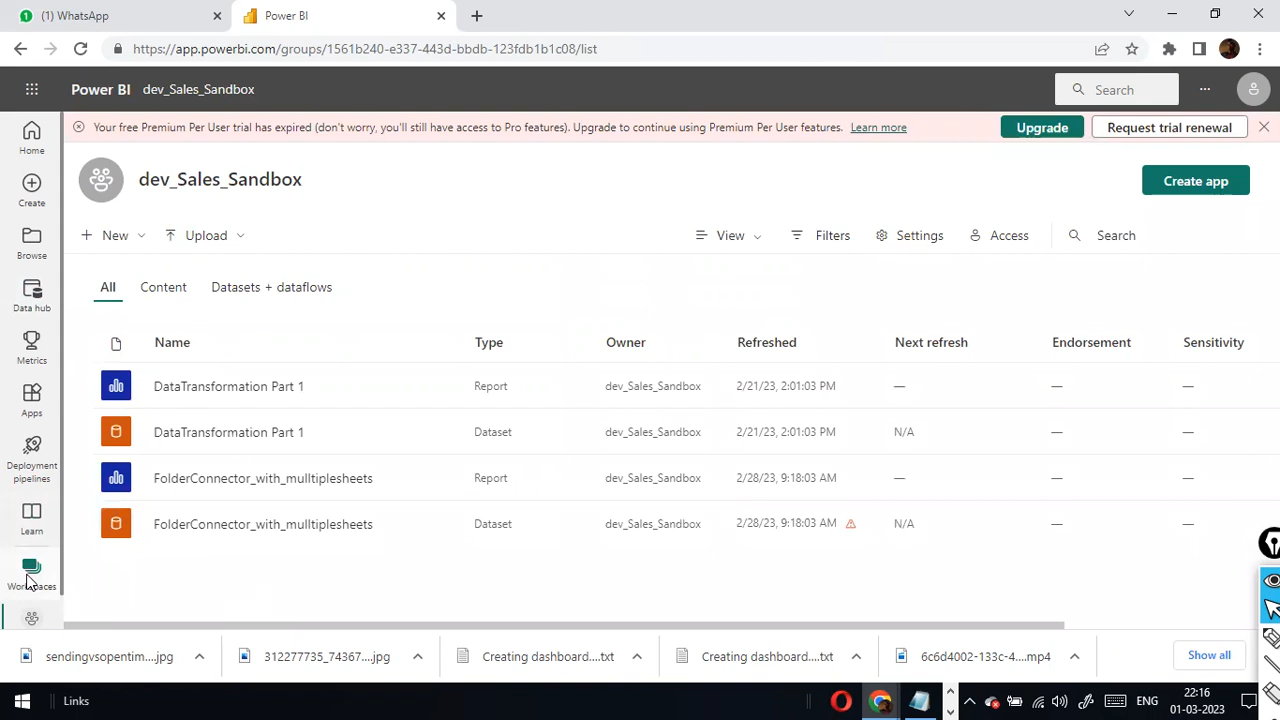 (1) WhatsApp
Power BI
https://app.powerbi.com/groups/1561b240-e337-443d-bbdb-123fdb1b1c08/list
Power BI dev_Sales_Sandbox
Search
Your free Premium Per User trial has expired (don't worry, you'll still have access to Pro features). Upgrade to continue using Premium Per User features. Learn more
Upgrade
Request trial renewal
Home
Create
Browse
Data hub
Metrics
Apps
Deployment
pipelines
Learn
dev_Sales_Sandbox
Create app
New
Upload
View
Filters
Settings
Access
Search
All Content Datasets + dataflows
Name Type Owner Refreshed Next refresh Endorsement Sensitivity
DataTransformation Part 1 Report dev_Sales_Sandbox 2/21/23, 2:01:03 PM — — —
DataTransformation Part 1 Dataset dev_Sales_Sandbox 2/21/23, 2:01:03 PM N/A — —
FolderConnector_with_mulltiplesheets Report dev_Sales_Sandbox 2/28/23, 9:18:03 AM — — —
FolderConnector_with_mulltiplesheets Dataset dev_Sales_Sandbox 2/28/23, 9:18:03 AM N/A — —
sendingvsopentim....jpg
312277735_74367....jpg
Creating dashboard....txt
Creating dashboard....txt
6c6d4002-133c-4....mp4
Show all
Links
ENG
22:16
01-03-2023